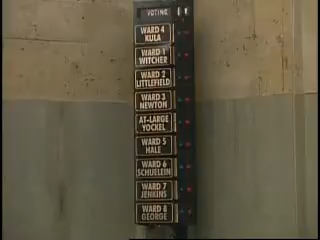 VOTING
WARD 4
KULA
WARD 1
WITCHER
WARD 2
LITTLEFIELD
WARD 3
NEWTON
AT-LARGE
YOCKEL
WARD 5
HALE
WARD 6
SCHUELEIN
WARD 7
JENKINS
WARD 8
GEORGE